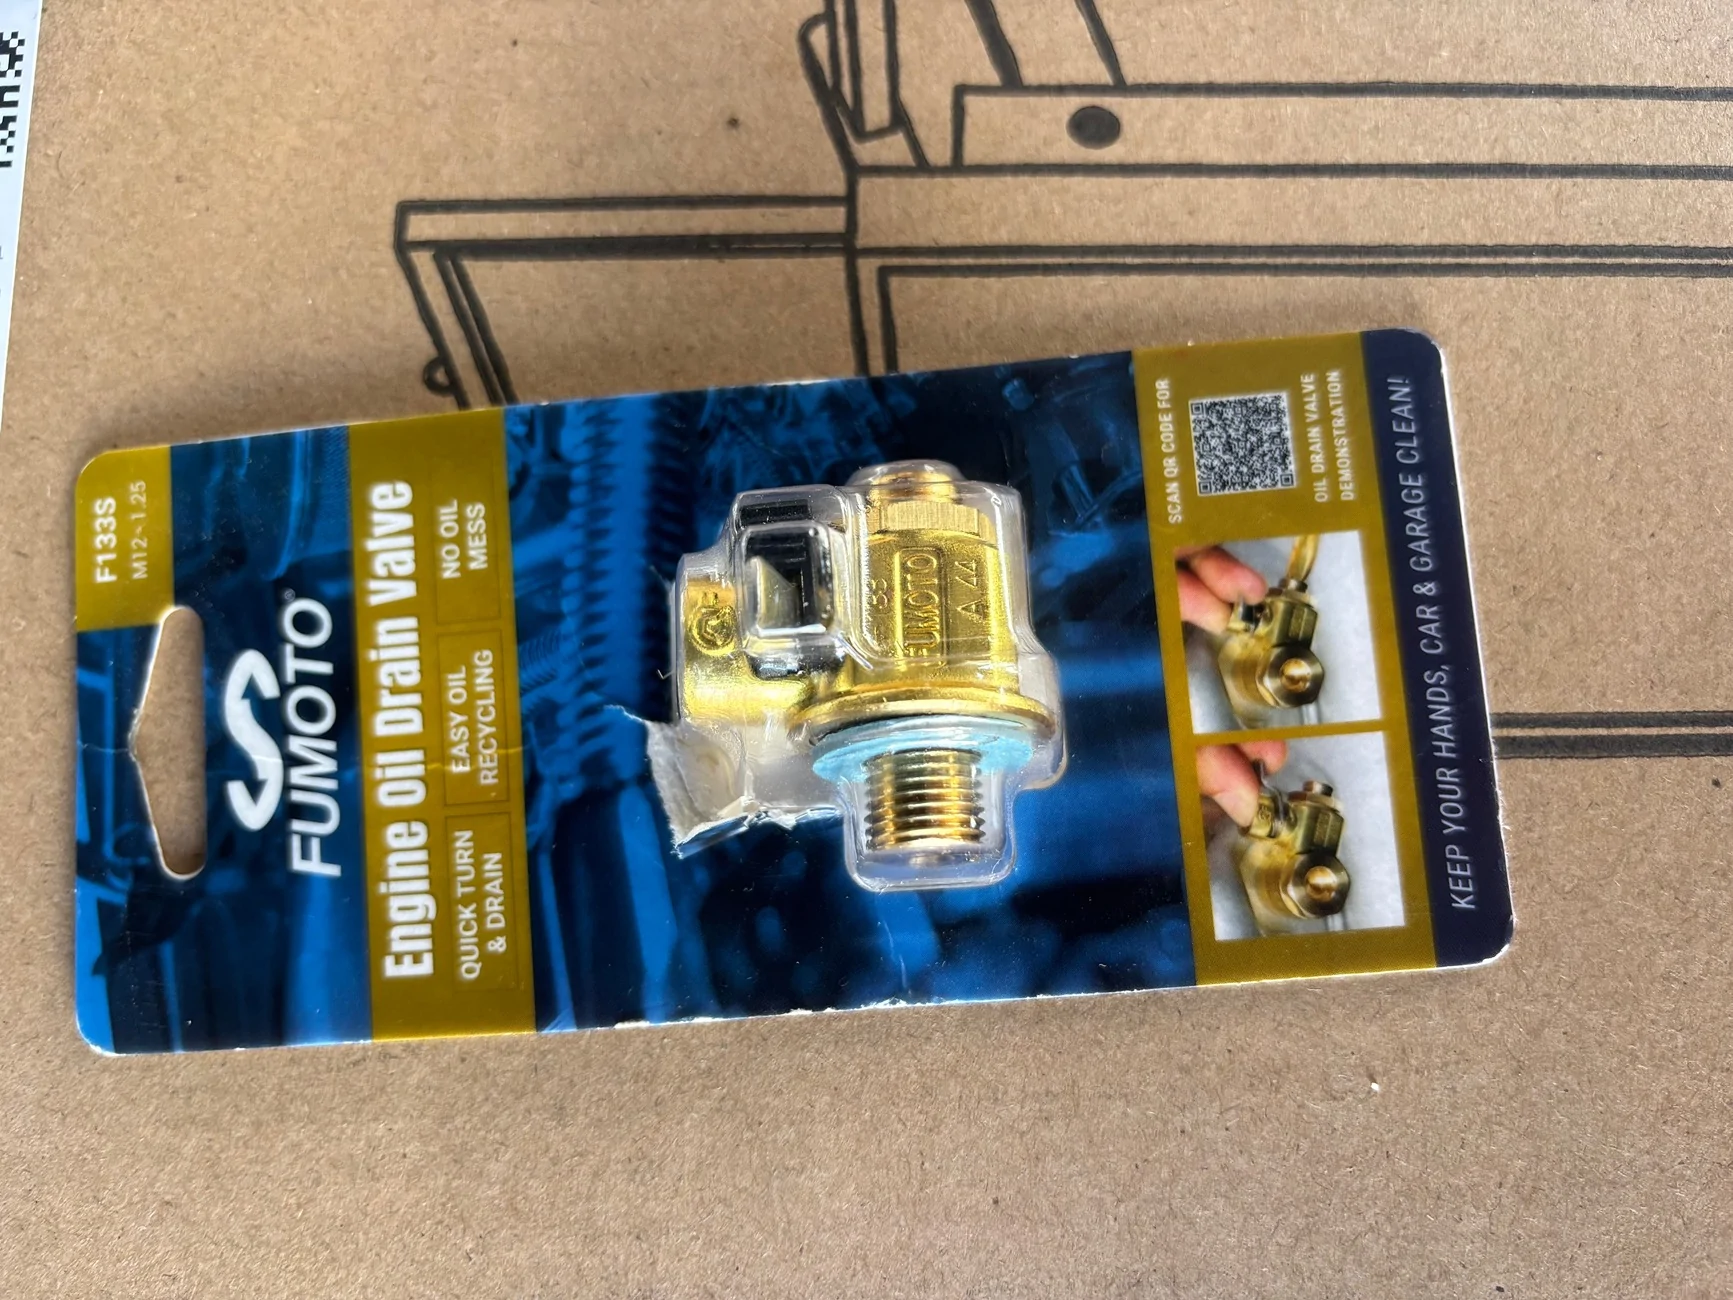 F133S
M12-1.25
FUMOTO®
Engine Oil Drain Valve
QUICK TURN
& DRAIN
EASY OIL
RECYCLING
NO OIL
MESS
FUMOTO
A 44
SCAN QR CODE FOR
OIL DRAIN VALVE
DEMONSTRATION
KEEP YOUR HANDS, CAR & GARAGE CLEAN!